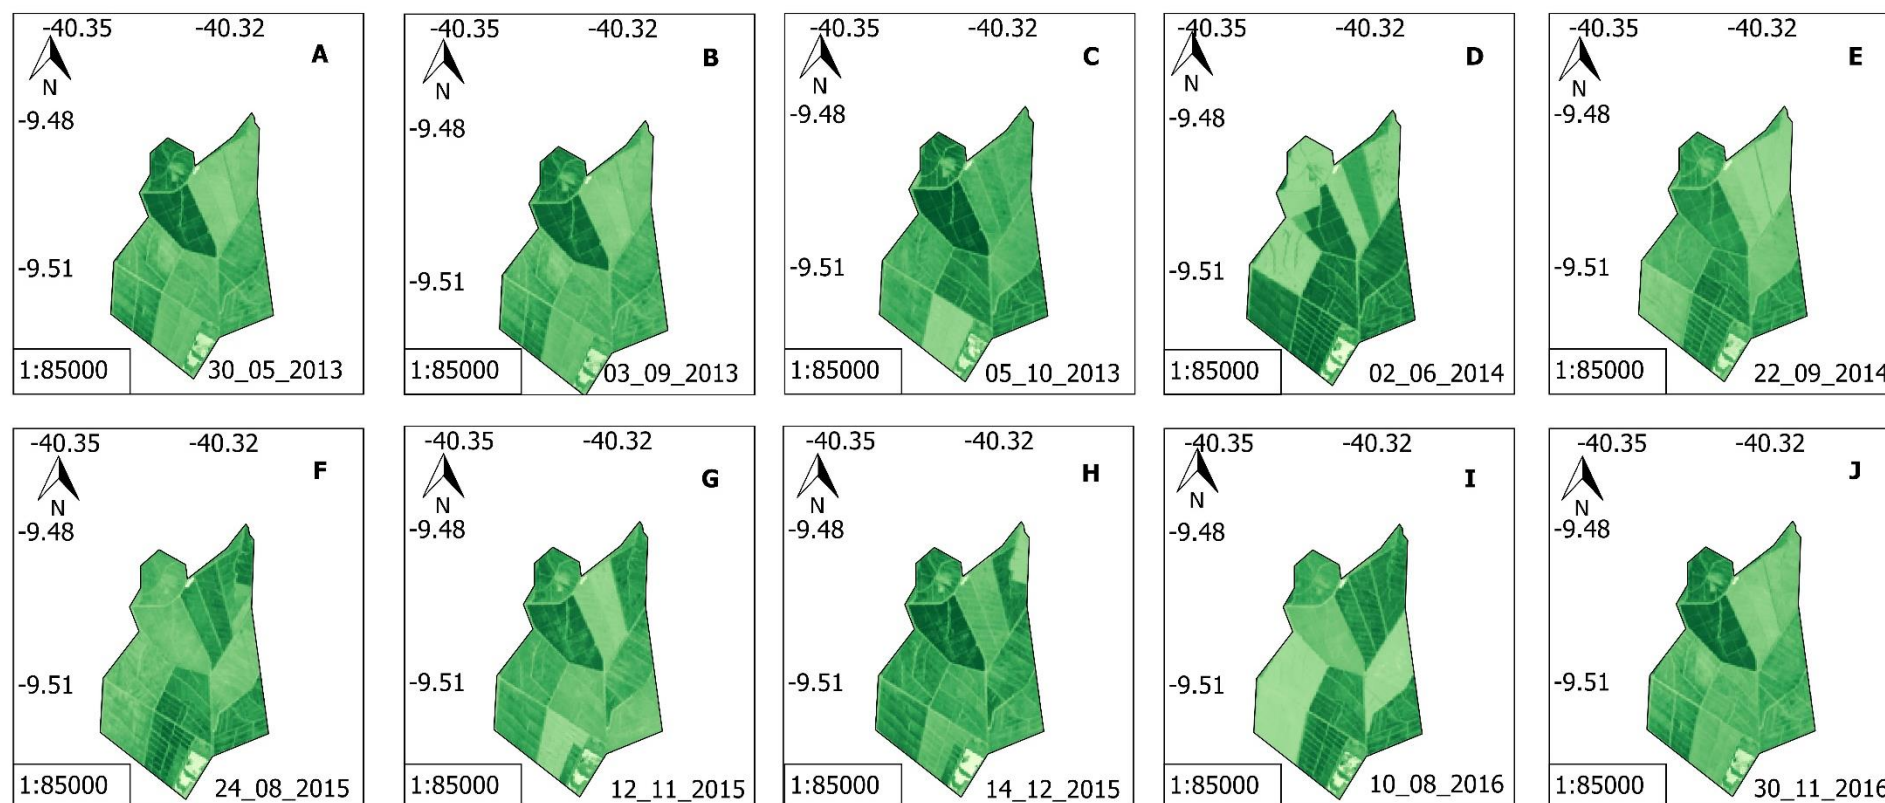 -40.35 -40.32
A
N
-9.48
-9.51
1:85000
30_05_2013
-40.35 -40.32
B
N
-9.48
-9.51
1:85000
03_09_2013
-40.35 -40.32
C
N
-9.48
-9.51
1:85000
05_10_2013
-40.35 -40.32
D
N
-9.48
-9.51
1:85000
02_06_2014
-40.35 -40.32
E
N
-9.48
-9.51
1:85000
22_09_2014
-40.35 -40.32
F
N
-9.48
-9.51
1:85000
24_08_2015
-40.35 -40.32
G
N
-9.48
-9.51
1:85000
12_11_2015
-40.35 -40.32
H
N
-9.48
-9.51
1:85000
14_12_2015
-40.35 -40.32
I
N
-9.48
-9.51
1:85000
10_08_2016
-40.35 -40.32
J
N
-9.48
-9.51
1:85000
30_11_2016